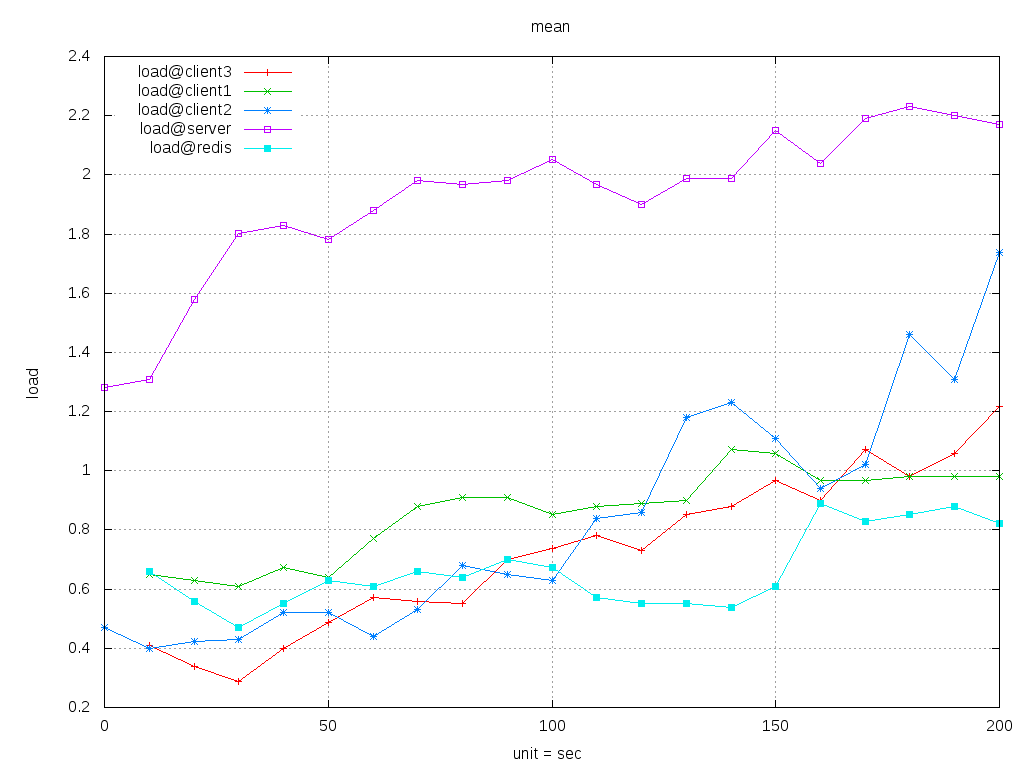 mean
load@client3
load@client1
load@client2
load@server
load@redis
2.4
2.2
2
1.8
1.6
1.4
1.2
1
0.8
0.6
0.4
0.2
load
0 50 100 150 200
unit = sec